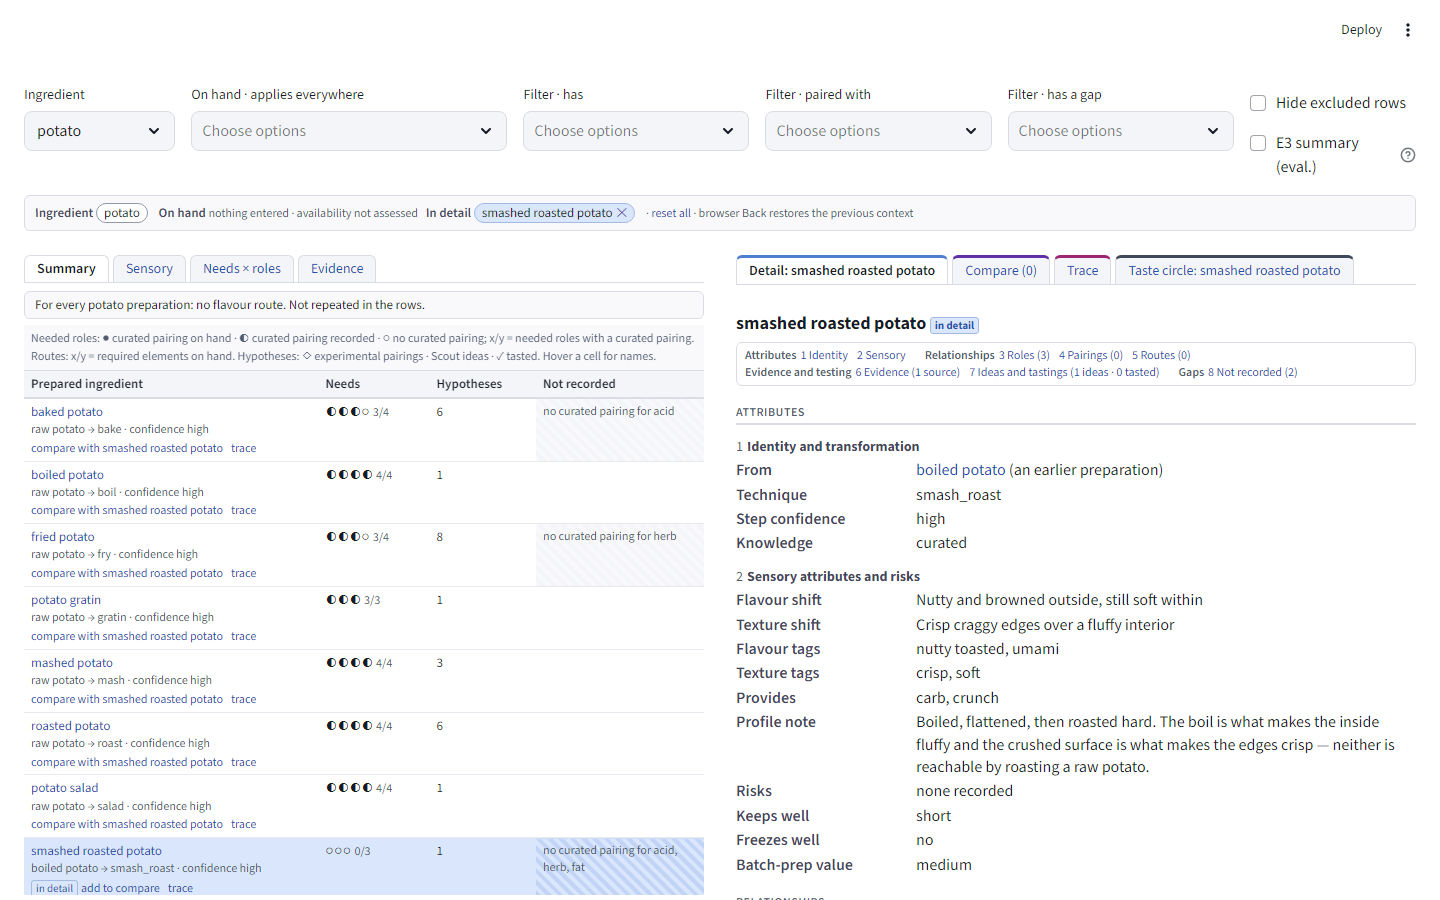 Deploy
Ingredient
On hand · applies everywhere
Filter · has
Filter · paired with
Filter · has a gap
potato
Choose options
Choose options
Choose options
Choose options
Hide excluded rows
E3 summary
(eval.)
Ingredient potato On hand nothing entered · availability not assessed In detail smashed roasted potato · reset all · browser Back restores the previous context
Summary
Sensory
Needs × roles
Evidence
For every potato preparation: no flavour route. Not repeated in the rows.
Needed roles: ● curated pairing on hand · ◐ curated pairing recorded · ○ no curated pairing; x/y = needed roles with a curated pairing.
Routes: x/y = required elements on hand. Hypotheses: ◇ experimental pairings · Scout ideas · ✓ tasted. Hover a cell for names.
Prepared ingredient Needs Hypotheses Not recorded
baked potato ◐◐◐○ 3/4 6 no curated pairing for acid
raw potato → bake · confidence high
compare with smashed roasted potato trace
boiled potato ◐◐◐◐ 4/4 1
raw potato → boil · confidence high
compare with smashed roasted potato trace
fried potato ◐◐◐○ 3/4 8 no curated pairing for herb
raw potato → fry · confidence high
compare with smashed roasted potato trace
potato gratin ◐◐◐ 3/3 1
raw potato → gratin · confidence high
compare with smashed roasted potato trace
mashed potato ◐◐◐◐ 4/4 3
raw potato → mash · confidence high
compare with smashed roasted potato trace
roasted potato ◐◐◐◐ 4/4 6
raw potato → roast · confidence high
compare with smashed roasted potato trace
potato salad ◐◐◐◐ 4/4 1
raw potato → salad · confidence high
compare with smashed roasted potato trace
smashed roasted potato ○○○ 0/3 1 no curated pairing for acid,
herb, fat
boiled potato → smash_roast · confidence high
in detail add to compare trace
Detail: smashed roasted potato
Compare (0)
Trace
Taste circle: smashed roasted potato
smashed roasted potato in detail
Attributes 1 Identity 2 Sensory Relationships 3 Roles (3) 4 Pairings (0) 5 Routes (0)
Evidence and testing 6 Evidence (1 source) 7 Ideas and tastings (1 ideas · 0 tasted) Gaps 8 Not recorded (2)
ATTRIBUTES
1 Identity and transformation
From boiled potato (an earlier preparation)
Technique smash_roast
Step confidence high
Knowledge curated
2 Sensory attributes and risks
Flavour shift Nutty and browned outside, still soft within
Texture shift Crisp craggy edges over a fluffy interior
Flavour tags nutty toasted, umami
Texture tags crisp, soft
Provides carb, crunch
Profile note Boiled, flattened, then roasted hard. The boil is what makes the inside
fluffy and the crushed surface is what makes the edges crisp — neither is
reachable by roasting a raw potato.
Risks none recorded
Keeps well short
Freezes well no
Batch-prep value medium
RELATIONSHIPS